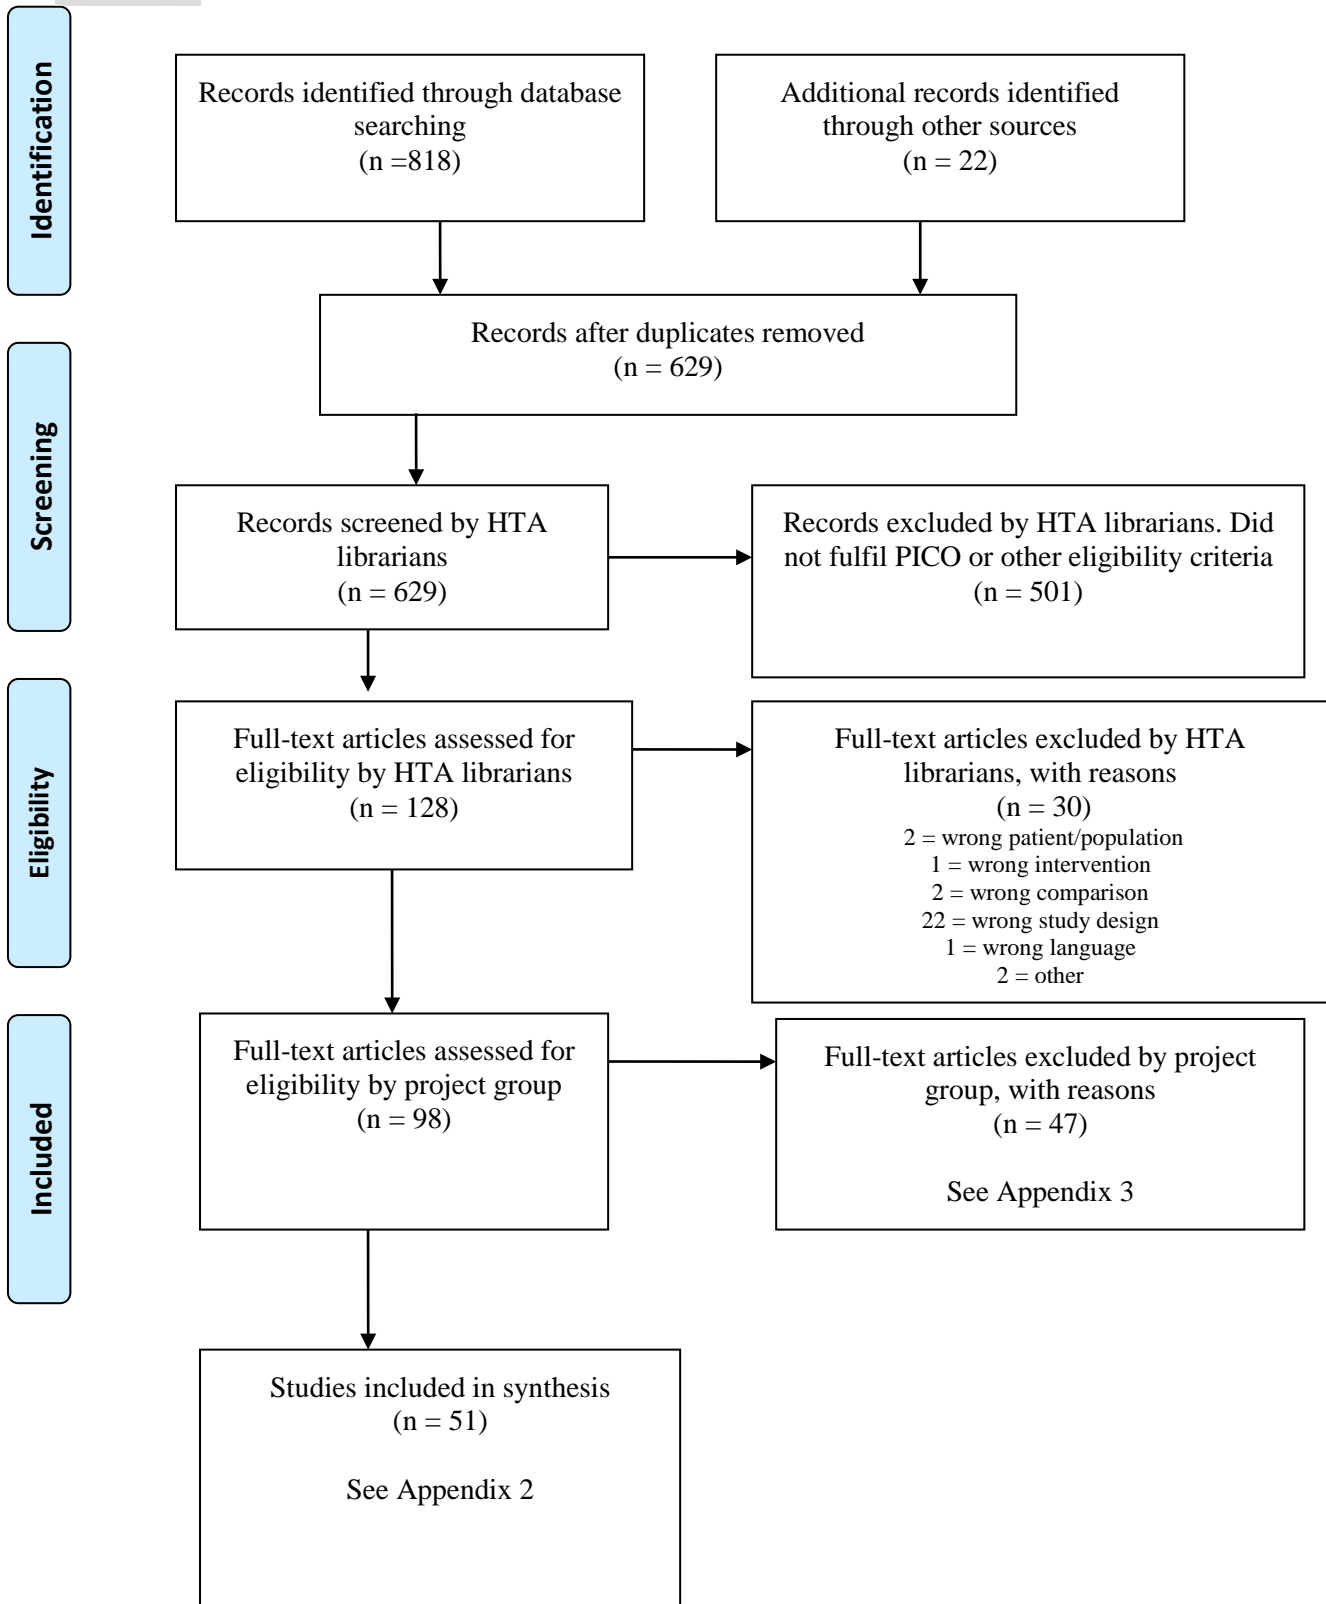 Identification
Records identified through database
searching
(n =818)
Additional records identified
through other sources
(n = 22)
Records after duplicates removed
(n = 629)
Screening
Records screened by HTA
librarians
(n = 629)
Records excluded by HTA librarians. Did
not fulfil PICO or other eligibility criteria
(n = 501)
Eligibility
Full-text articles assessed for
eligibility by HTA librarians
(n = 128)
Full-text articles excluded by HTA
librarians, with reasons
(n = 30)
2 = wrong patient/population
1 = wrong intervention
2 = wrong comparison
22 = wrong study design
1 = wrong language
2 = other
Included
Full-text articles assessed for
eligibility by project group
(n = 98)
Full-text articles excluded by project
group, with reasons
(n = 47)
See Appendix 3
Studies included in synthesis
(n = 51)
See Appendix 2